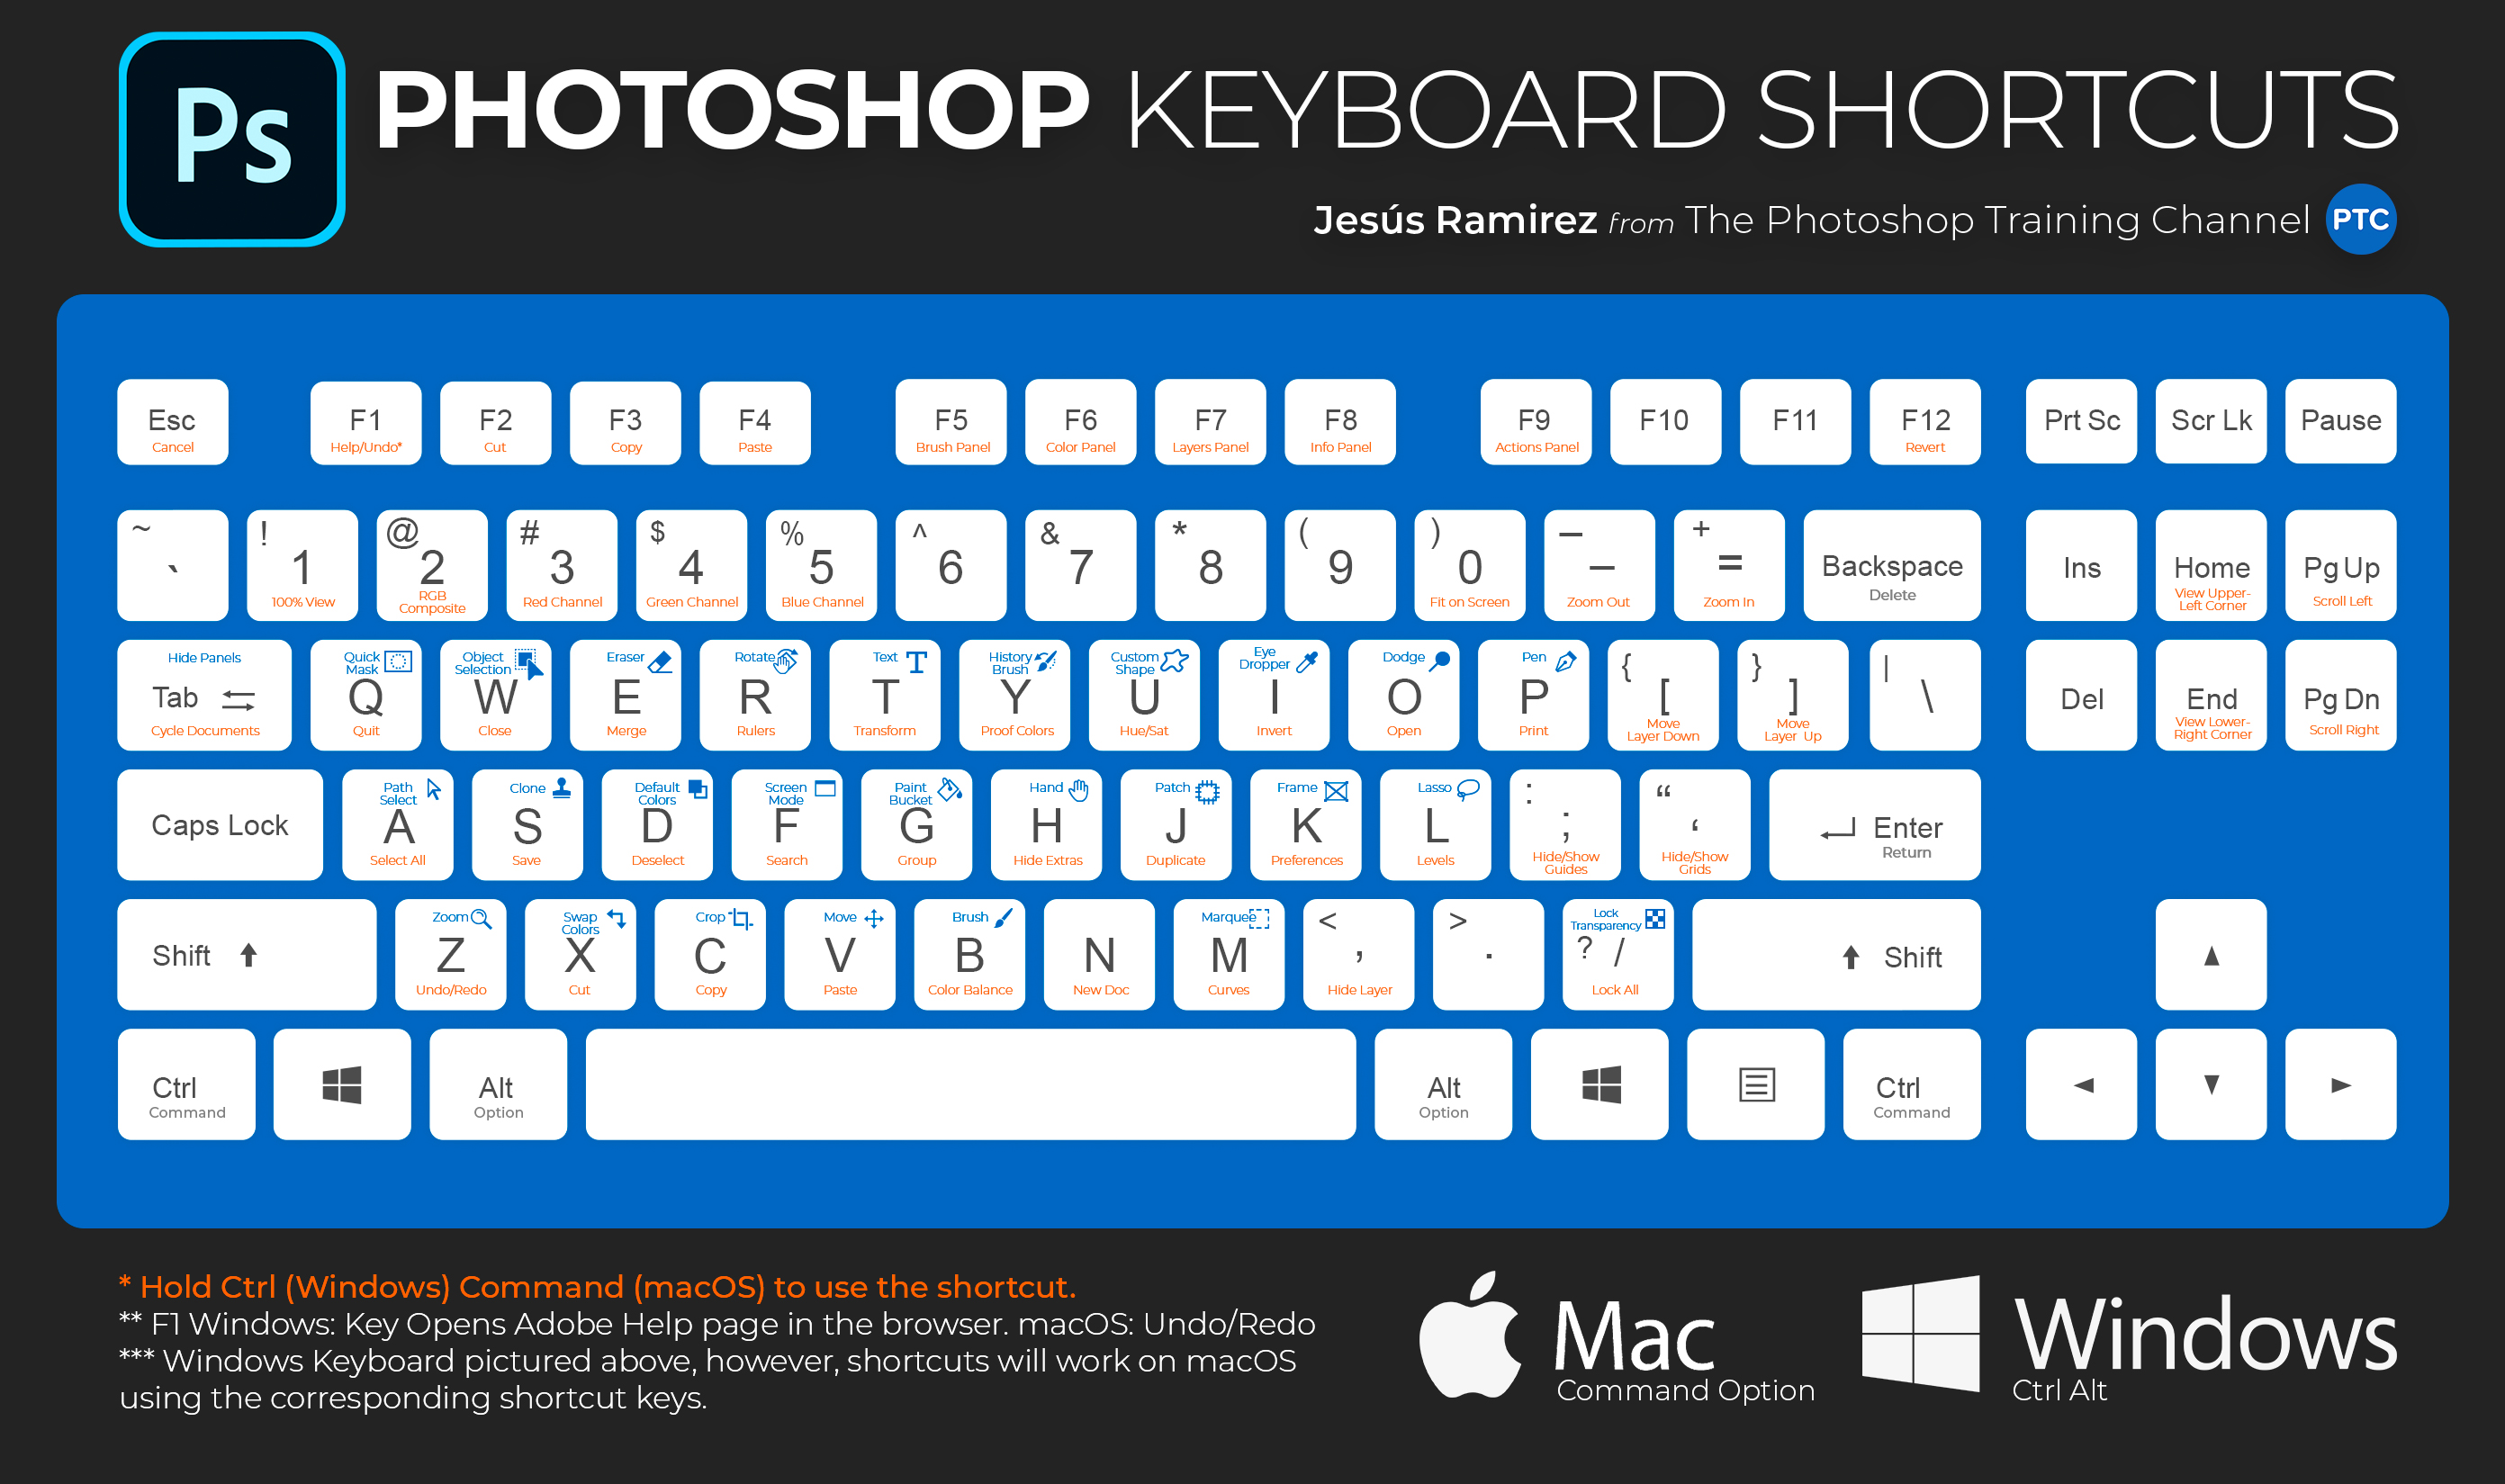 Ps
PHOTOSHOP KEYBOARD SHORTCUTS
Jesús Ramirez from The Photoshop Training Channel PTC
Esc
Cancel
F1
Help/Undo*
F2
Cut
F3
Copy
F4
Paste
F5
Brush Panel
F6
Color Panel
F7
Layers Panel
F8
Info Panel
F9
Actions Panel
F10
F11
F12
Revert
Prt Sc
Scr Lk
Pause
~
`
!
1
100% View
@
2
RGB
Composite
#
3
Red Channel
$
4
Green Channel
%
5
Blue Channel
^
6
&
7
*
8
(
9
)
0
Fit on Screen
–
–
Zoom Out
+
=
Zoom In
Backspace
Delete
Ins
Home
View Upper-
Left Corner
Pg Up
Scroll Left
Hide Panels
Tab
Cycle Documents
Quick
Mask
Q
Quit
Object
Selection
W
Close
Eraser
E
Merge
Rotate
R
Rulers
Text T
T
Transform
History
Brush
Y
Proof Colors
Custom
Shape
U
Hue/Sat
Eye
Dropper
I
Invert
Dodge
O
Open
Pen
P
Print
{
[
Move
Layer Down
}
]
Move
Layer Up
|
\
Del
End
View Lower-
Right Corner
Pg Dn
Scroll Right
Caps Lock
Path
Select
A
Select All
Clone
S
Save
Default
Colors
D
Deselect
Screen
Mode
F
Search
Paint
Bucket
G
Group
Hand
H
Hide Extras
Patch
J
Duplicate
Frame
K
Preferences
Lasso
L
Levels
:
;
Hide/Show
Guides
“
‘
Hide/Show
Grids
Enter
Return
Shift
Zoom
Z
Undo/Redo
Swap
Colors
X
Cut
Crop
C
Copy
Move
V
Paste
Brush
B
Color Balance
N
New Doc
Marquee
M
Curves
<
,
Hide Layer
>
.
Lock
Transparency
? /
Lock All
Shift
Ctrl
Command
Alt
Option
Alt
Option
Ctrl
Command
* Hold Ctrl (Windows) Command (macOS) to use the shortcut.
** F1 Windows: Key Opens Adobe Help page in the browser. macOS: Undo/Redo
*** Windows Keyboard pictured above, however, shortcuts will work on macOS
using the corresponding shortcut keys.
Mac
Command Option
Windows
Ctrl Alt